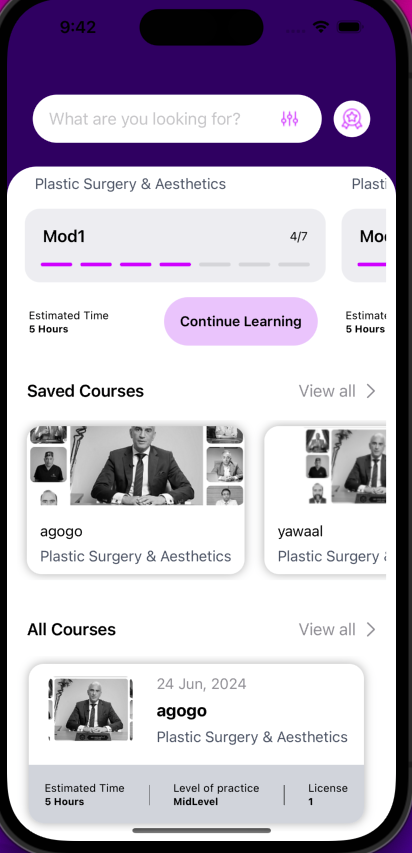 9:42
What are you looking for?
Plastic Surgery & Aesthetics
Plasti
Mod1
4/7
Mo
Estimated Time
5 Hours
Continue Learning
Estimate
5 Hours
Saved Courses
View all
agogo
Plastic Surgery & Aesthetics
yawaal
Plastic Surgery &
All Courses
View all
24 Jun, 2024
agogo
Plastic Surgery & Aesthetics
Estimated Time
5 Hours
Level of practice
MidLevel
License
1